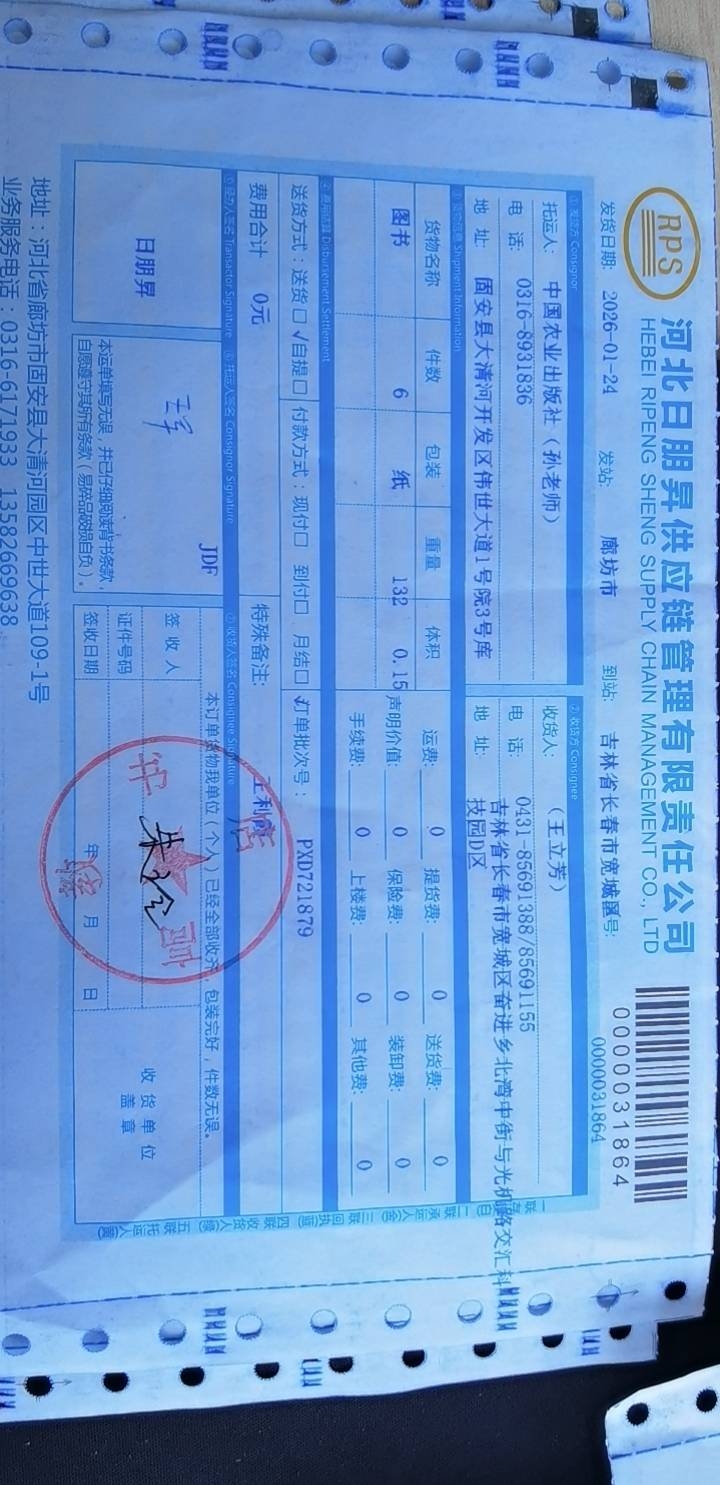 RPS
河北日朋昇供应链管理有限责任公司
HEBEI RIPENG SHENG SUPPLY CHAIN MANAGEMENT CO., LTD
0000031864
发货日期: 2026-01-24 发站: 廊坊市 到站: 吉林省长春市宽城区 号: 0000031864
①发货方 Consignor ②收货方 Consignee
托运人: 中国农业出版社（孙老师） 收货人: （王立芳）
电 话: 0316-8931836 电 话: 0431-85691388/85691155
地 址: 固安县大清河开发区伟世大道1号院3号库 地 址: 吉林省长春市宽城区奋进乡北湾中街与光机路交汇科
技园D区
③货物信息 Shipment Information
货物名称 件数 包装 重量 体积 运费: 0 提货费: 0 送货费: 0
图书 6 纸 132 0.15 声明价值: 0 保险费: 0 装卸费: 0
手续费: 0 上楼费: 0 其他费: 0
④费用结算 Disbursement Settlement
送货方式: 送货口 √自提口 付款方式: 现付口 到付口 月结口 √ 订单批次号: PXD721879
费用合计 0元 特殊备注:
⑤经办人签名 Transactor Signature ⑥托运人签名 Consignor Signature ⑦收货人签名 Consignee Signature
JDF
本订单货物我单位（个人）已经全部收齐，包装完好，件数无误。
日朋昇
签收人
收货单位
盖章
证件号码
本运单填写无误，并已仔细阅读背书条款，
自愿遵守其所有条款（易碎品破损自负）。
签收日期 年 月 日
地址：河北省廊坊市固安县大清河园区中世大道109-1号
业务服务电话：0316-6171933 13582669638